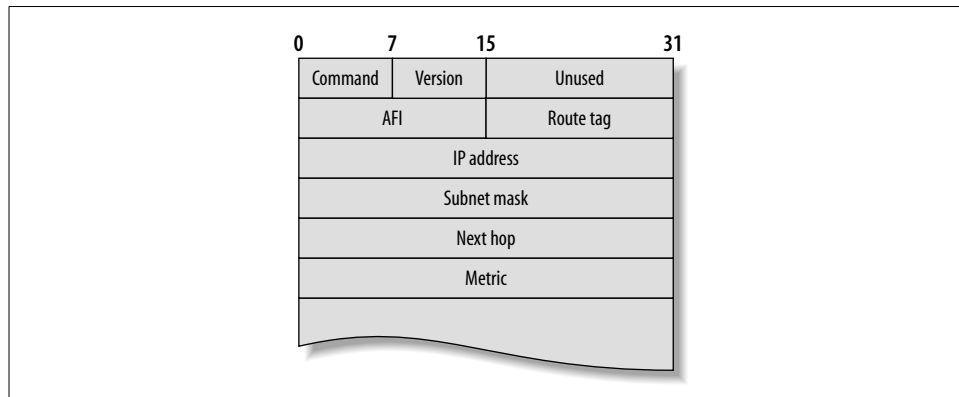 0 7 15 31
Command Version Unused
AFI Route tag
IP address
Subnet mask
Next hop
Metric